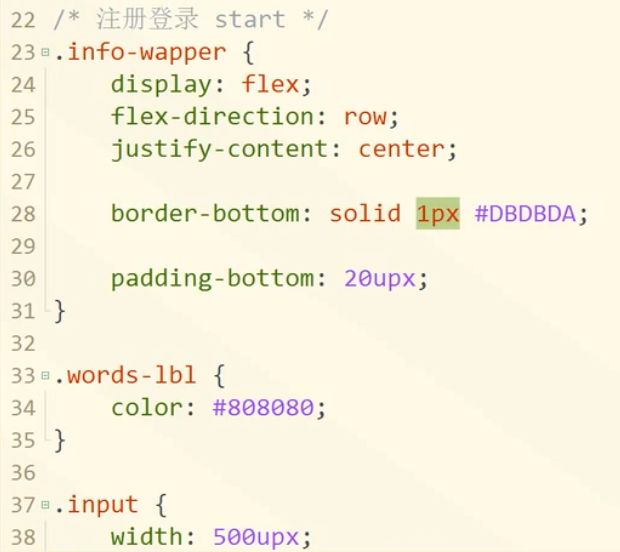 22 /* 注册登录 start */
23 .info-wapper {
24 display: flex;
25 flex-direction: row;
26 justify-content: center;
27
28 border-bottom: solid 1px #DBDBDA;
29
30 padding-bottom: 20upx;
31 }
32
33 .words-lbl {
34 color: #808080;
35 }
36
37 .input {
38 width: 500upx;